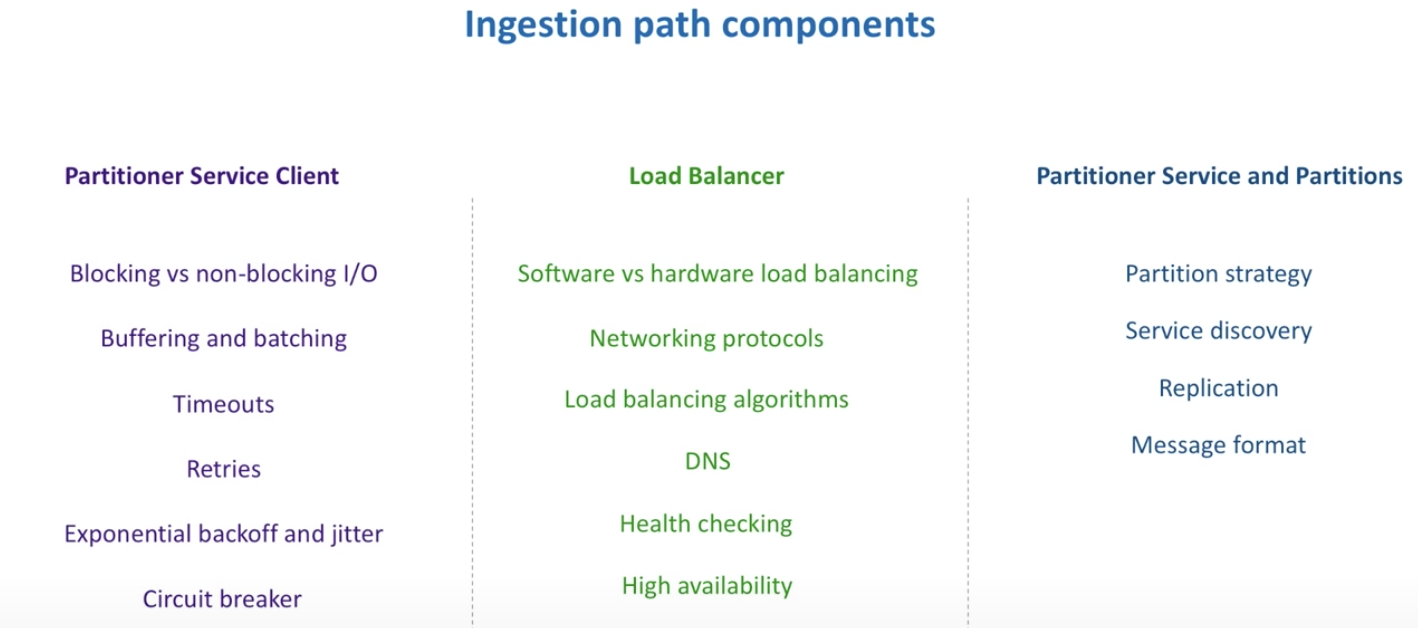 Ingestion path components
Partitioner Service Client
Blocking vs non-blocking I/O
Buffering and batching
Timeouts
Retries
Exponential backoff and jitter
Circuit breaker
Load Balancer
Software vs hardware load balancing
Networking protocols
Load balancing algorithms
DNS
Health checking
High availability
Partitioner Service and Partitions
Partition strategy
Service discovery
Replication
Message format